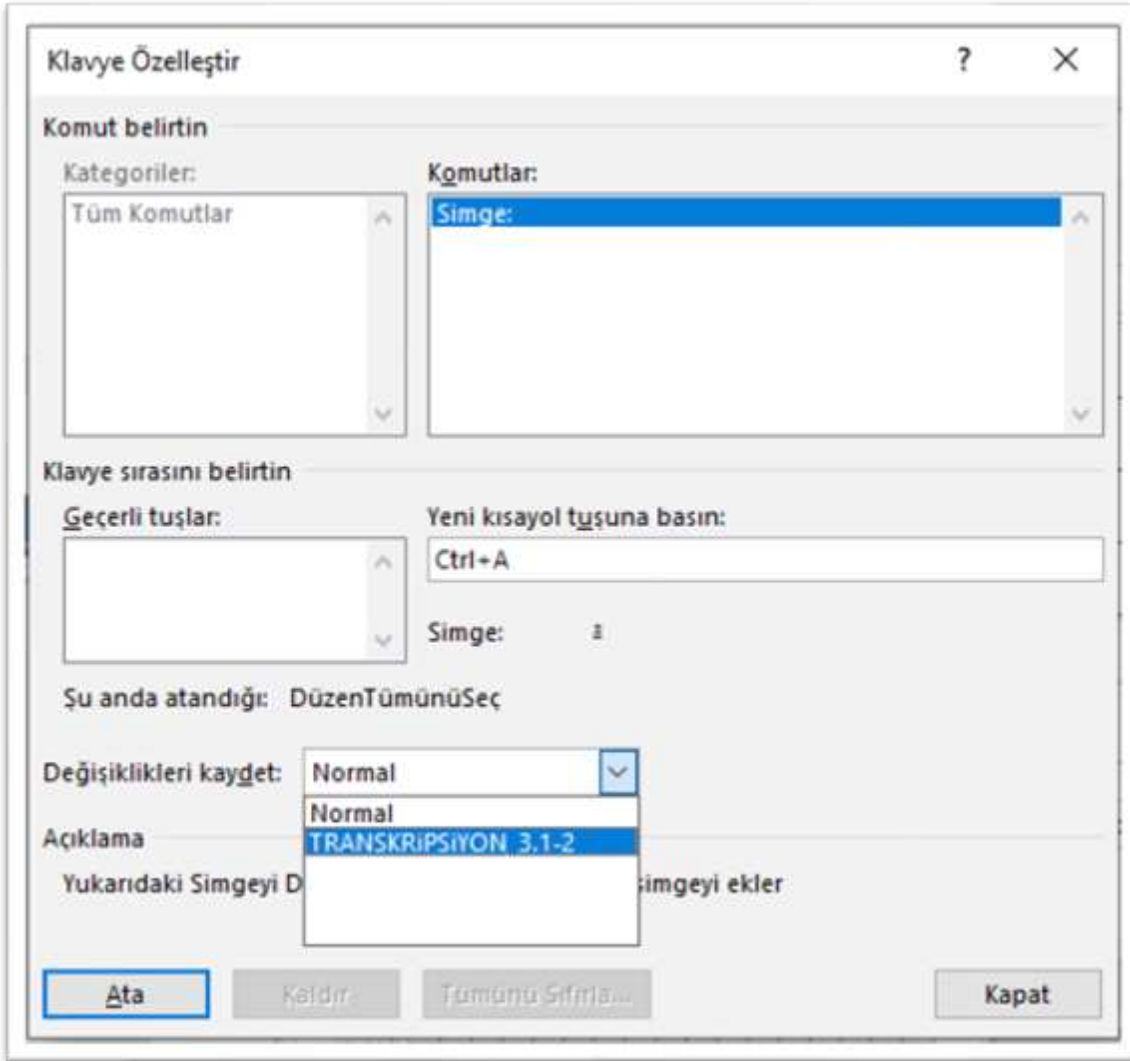 Klavye Özelleştir ?
Komut belirtin
Kategoriler:
Tüm Komutlar
Komutlar:
Simge:
Klavye sırasını belirtin
Geçerli tuşlar:
Yeni kısayol tuşuna basın:
Ctrl+A
Simge:
Şu anda atandığı: DüzenTümünüSeç
Değişiklikleri kaydet: Normal
Normal
TRANSKRiPSiYON_3.1-2
Açıklama
Yukarıdaki Simgeyi D simgeyi ekler
Ata Kaldır Tümünü Sıfırla... Kapat